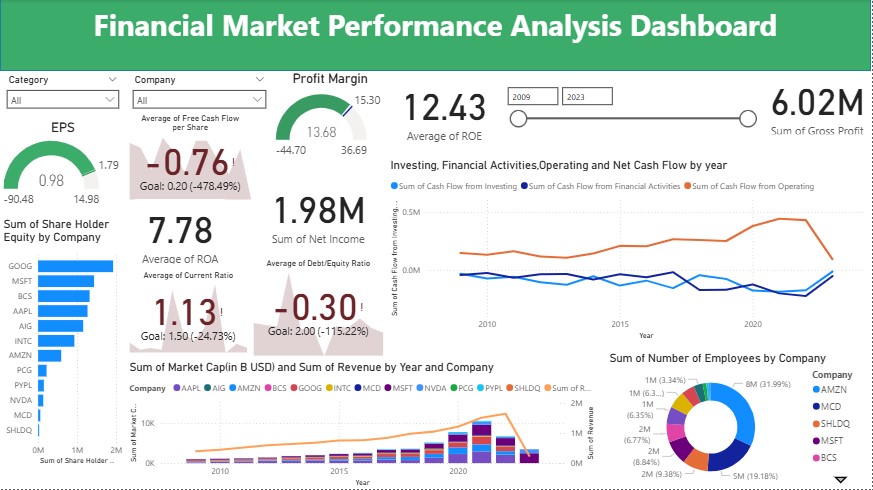 Financial Market Performance Analysis Dashboard
Category
All
Company
All
Profit Margin
15.30
13.68
-44.70
36.69
12.43
Average of ROE
2009
2023
6.02M
Sum of Gross Profit
EPS
1.79
0.98
-90.48
14.98
Average of Free Cash Flow
per Share
-0.76!
Goal: 0.20 (-478.49%)
7.78
Average of ROA
1.98M
Sum of Net Income
Average of Current Ratio
1.13!
Goal: 1.50 (-24.73%)
Average of Debt/Equity Ratio
-0.30!
Goal: 2.00 (-115.22%)
Sum of Share Holder
Equity by Company
GOOG
MSFT
BCS
AAPL
AIG
INTC
AMZN
PCG
PYPL
NVDA
MCD
SHLDQ
0M
1M
2M
Sum of Share Holder ...
Investing, Financial Activities,Operating and Net Cash Flow by year
Sum of Cash Flow from Investing
Sum of Cash Flow from Financial Activities
Sum of Cash Flow from Operating
Sum of Cash Flow from Investing,...
0.5M
0.0M
2010
2015
2020
Year
Sum of Market Cap(in B USD) and Sum of Revenue by Year and Company
Company
AAPL
AIG
AMZN
BCS
GOOG
INTC
MCD
MSFT
NVDA
PCG
PYPL
SHLDQ
Sum of R...
Sum of Market C...
10K
0K
2M
1M
0M
Sum of Revenue
2010
2015
2020
Year
Sum of Number of Employees by Company
1M (3.34%)
1M (6.3...)
1M
(6.35%)
2M
(6.77%)
2M
(8.84%)
2M (9.38%)
8M (31.99%)
5M (19.18%)
Company
AMZN
MCD
SHLDQ
MSFT
BCS